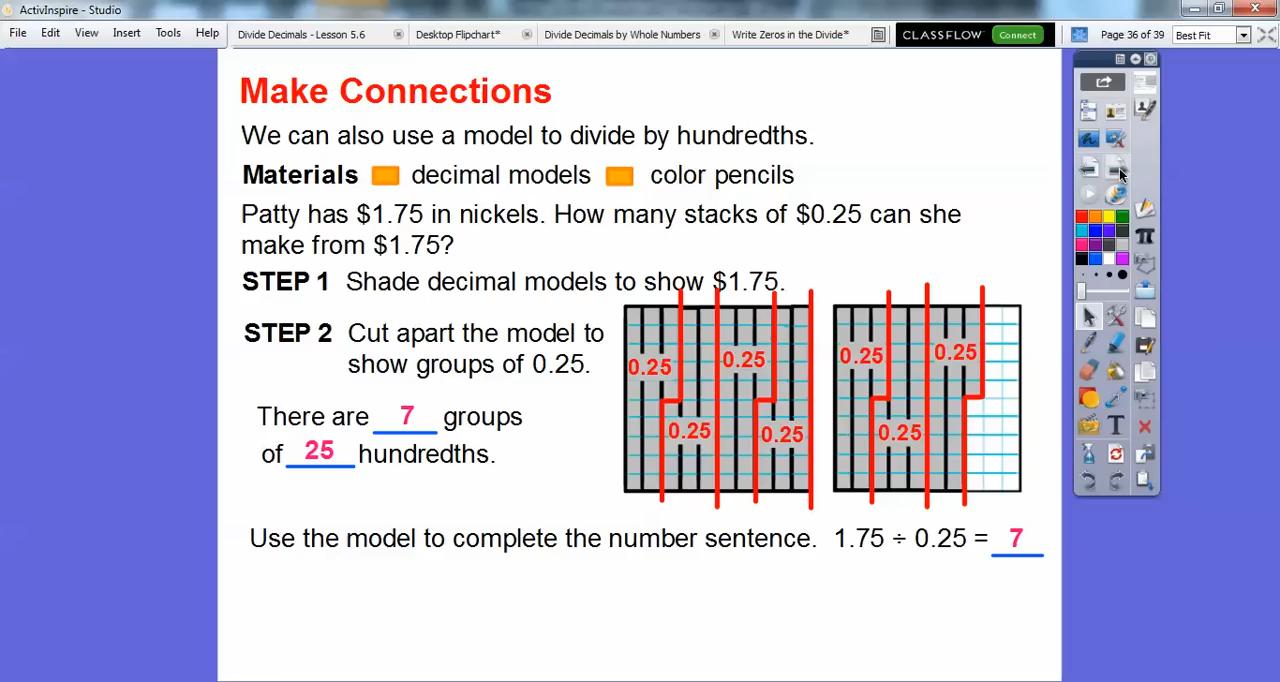 ActivInspire - Studio
File Edit View Insert Tools Help
Divide Decimals - Lesson 5.6
Desktop Flipchart*
Divide Decimals by Whole Numbers
Write Zeros in the Divide*
CLASSFLOW Connect
Page 36 of 39
Best Fit
Make Connections
We can also use a model to divide by hundredths.
Materials decimal models color pencils
Patty has $1.75 in nickels. How many stacks of $0.25 can she
make from $1.75?
STEP 1 Shade decimal models to show $1.75.
STEP 2 Cut apart the model to
show groups of 0.25.
There are 7 groups
of 25 hundredths.
0.25 0.25 0.25 0.25
0.25 0.25 0.25
Use the model to complete the number sentence. 1.75 ÷ 0.25 = 7